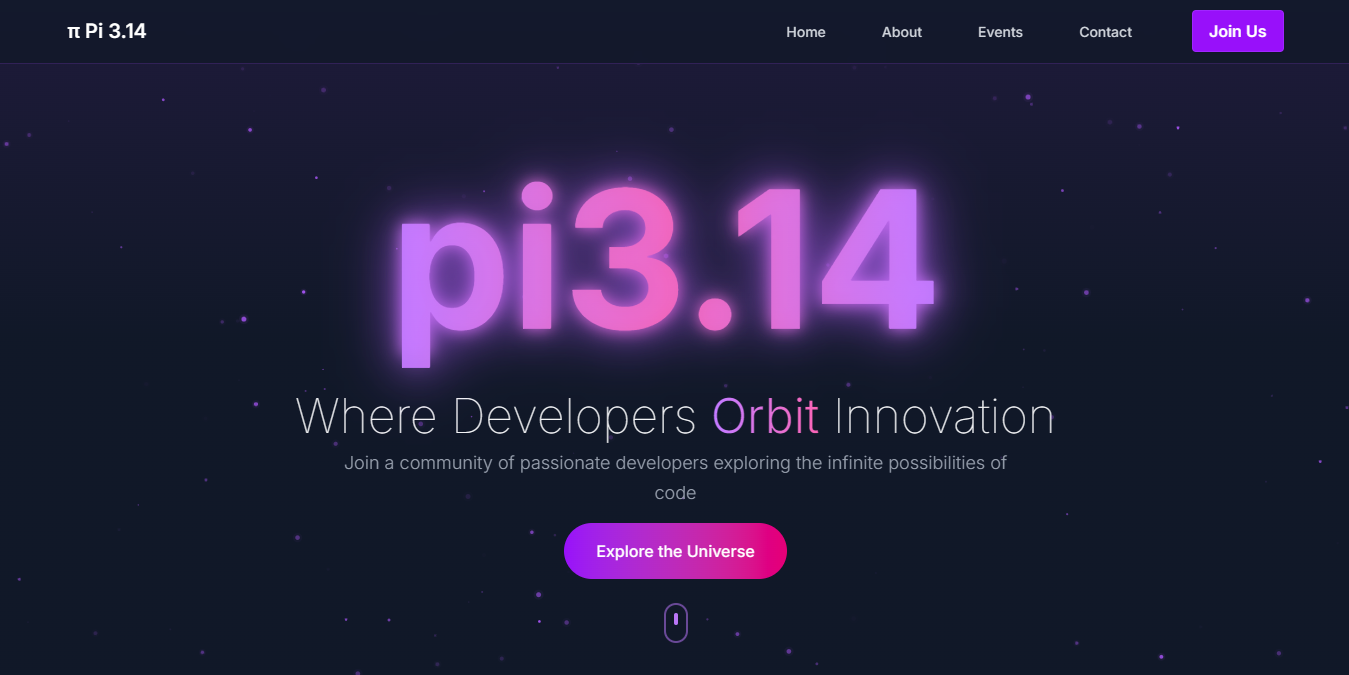 π Pi 3.14
Home
About
Events
Contact
Join Us
pi3.14
Where Developers Orbit Innovation
Join a community of passionate developers exploring the infinite possibilities of
code
Explore the Universe